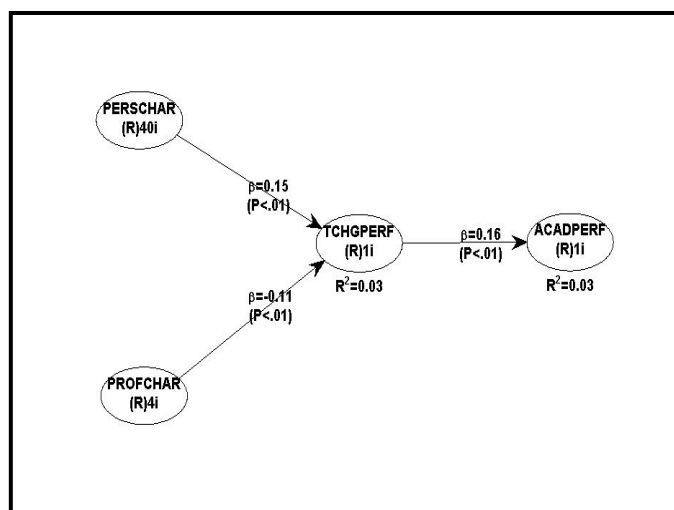 PERSCHAR
(R)40i
β=0.15
(P<.01)
TCHGPERF
(R)1i
R²=0.03
β=0.16
(P<.01)
ACADPERF
(R)1i
R²=0.03
β=-0.11
(P<.01)
PROFCHAR
(R)4i